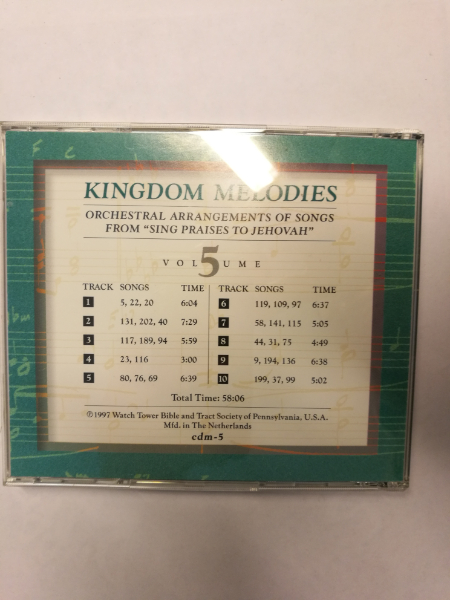 KINGDOM MELODIES
ORCHESTRAL ARRANGEMENTS OF SONGS
FROM “SING PRAISES TO JEHOVAH”
VOL 5 UME
TRACK SONGS TIME
1 5, 22, 20 6:04
2 131, 202, 40 7:29
3 117, 189, 94 5:59
4 23, 116 3:00
5 80, 76, 69 6:39
TRACK SONGS TIME
6 119, 109, 97 6:37
7 58, 141, 115 5:05
8 44, 31, 75 4:49
9 9, 194, 136 6:38
10 199, 37, 99 5:02
Total Time: 58:06
℗1997 Watch Tower Bible and Tract Society of Pennsylvania, U.S.A.
Mfd. in The Netherlands
cdm-5